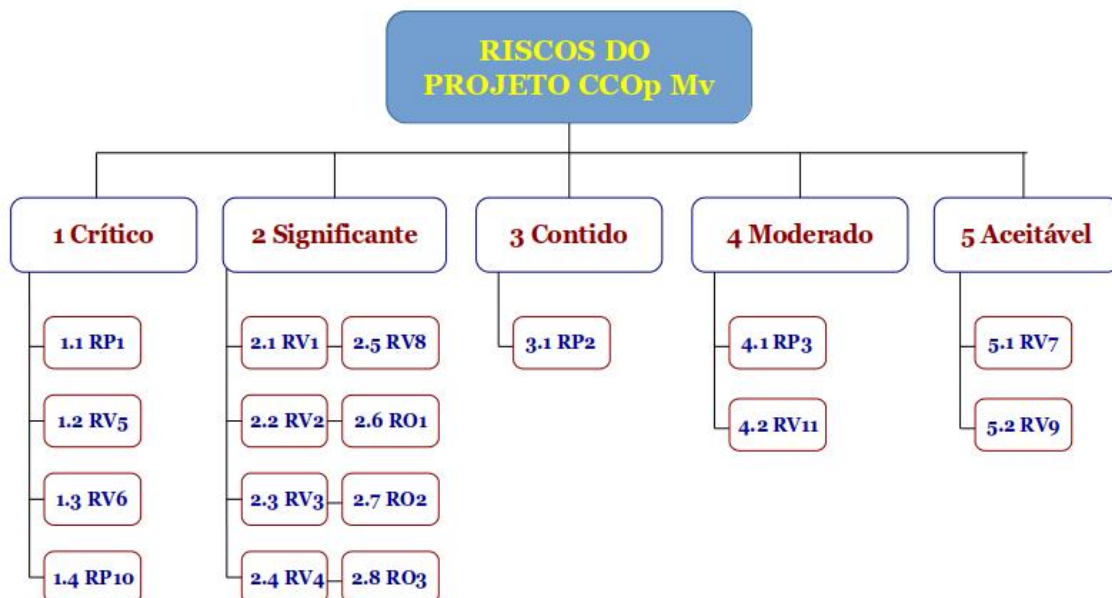 RISCOS DO
PROJETO CCOp Mv
1 Crítico
2 Significante
3 Contido
4 Moderado
5 Aceitável
1.1 RP1
1.2 RV5
1.3 RV6
1.4 RP10
2.1 RV1
2.2 RV2
2.3 RV3
2.4 RV4
2.5 RV8
2.6 RO1
2.7 RO2
2.8 RO3
3.1 RP2
4.1 RP3
4.2 RV11
5.1 RV7
5.2 RV9